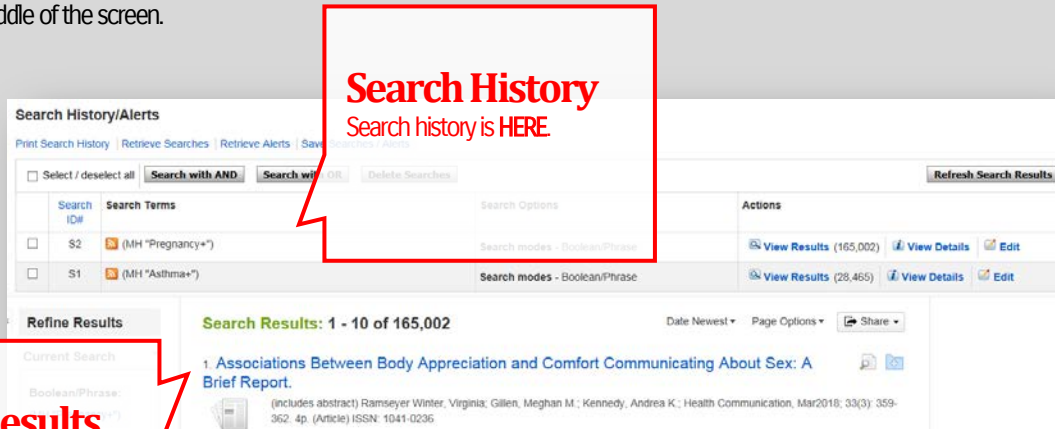 ddle of the screen.
Search History
Search history is HERE.
Search History/Alerts
Print Search History | Retrieve Searches | Retrieve Alerts | Save Searches / Alerts
Select / deselect all Search with AND Search with OR Delete Searches Refresh Search Results
Search ID# Search Terms Search Options Actions
S2 (MH "Pregnancy+") Search modes - Boolean/Phrase View Results (165,002) View Details Edit
S1 (MH "Asthma+") Search modes - Boolean/Phrase View Results (28,465) View Details Edit
Refine Results
Current Search
Boolean/Phrase:
esults
Search Results: 1 - 10 of 165,002 Date Newest Page Options Share
1. Associations Between Body Appreciation and Comfort Communicating About Sex: A
Brief Report.
(includes abstract) Ramseyer Winter, Virginia; Gillen, Meghan M.; Kennedy, Andrea K.; Health Communication, Mar2018; 33(3): 359-
362. 4p. (Article) ISSN: 1041-0236